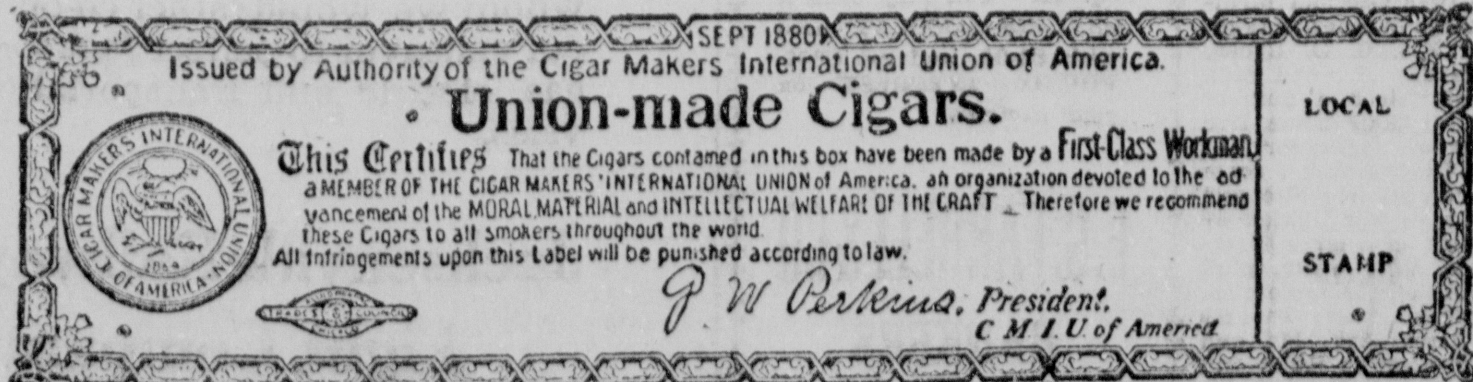 SEPT 1880
Issued by Authority of the Cigar Makers International Union of America.
Union-made Cigars.
This Certifies That the Cigars contained in this box have been made by a First-Class Workman,
a MEMBER OF THE CIGAR MAKERS' INTERNATIONAL UNION of America, an organization devoted to the ad
vancement of the MORAL MATERIAL and INTELLECTUAL WELFARE OF THE CRAFT. Therefore we recommend
these Cigars to all smokers throughout the world.
All Infringements upon this Label will be punished according to law.
G. W. Perkins, President,
C. M. I. U. of America
CIGAR MAKERS INTERNATIONAL UNION OF AMERICA
1864
TRADES & COUNCIL
CHICAGO
LOCAL
STAMP